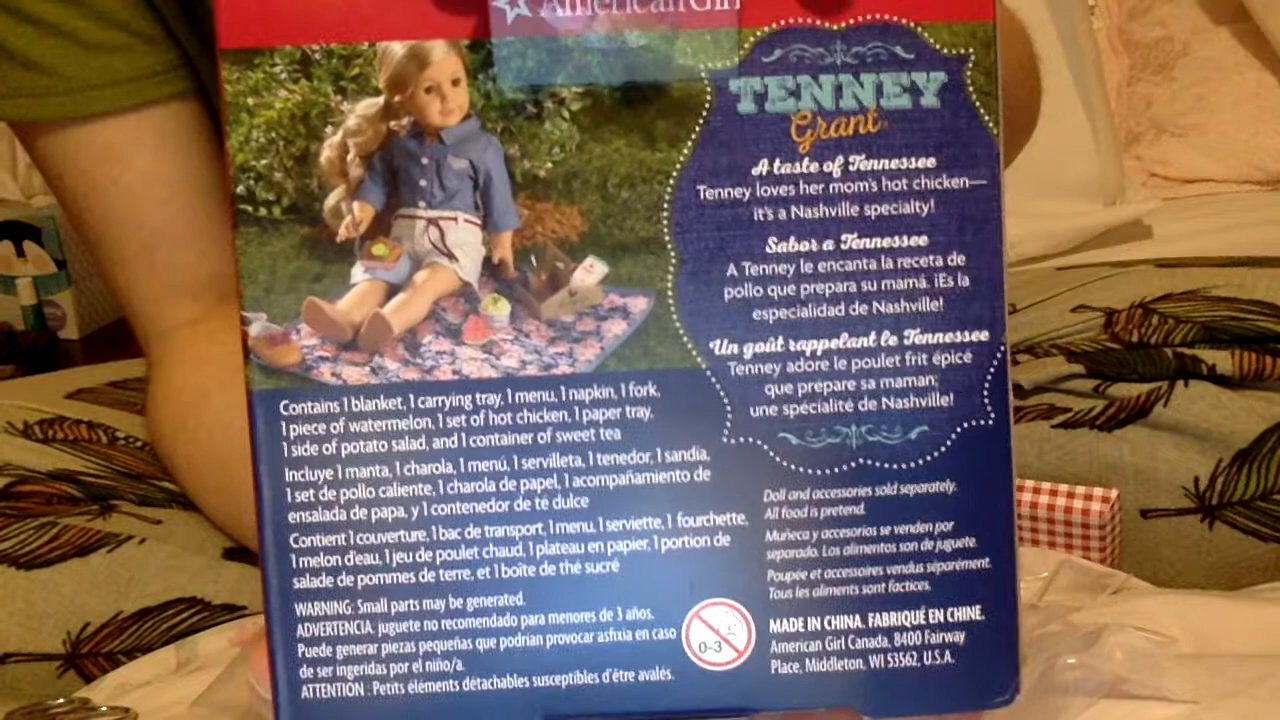 American Girl
TENNEY
Grant
A taste of Tennessee
Tenney loves her mom's hot chicken—
it's a Nashville specialty!
Sabor a Tennessee
A Tenney le encanta la receta de
pollo que prepara su mamá. ¡Es la
especialidad de Nashville!
Un goût rappelant le Tennessee
Tenney adore le poulet frit épicé
que prepare sa maman:
une spécialité de Nashville!
Contains 1 blanket, 1 carrying tray, 1 menu, 1 napkin, 1 fork,
1 piece of watermelon, 1 set of hot chicken, 1 paper tray,
1 side of potato salad, and 1 container of sweet tea
Incluye 1 manta, 1 charola, 1 menú, 1 servilleta, 1 tenedor, 1 sandia,
1 set de pollo caliente, 1 charola de papel, 1 acompañamiento de
ensalada de papa, y 1 contenedor de té dulce
Contient 1 couverture, 1 bac de transport, 1 menu, 1 serviette, 1 fourchette,
1 melon d'eau, 1 jeu de poulet chaud, 1 plateau en papier, 1 portion de
salade de pommes de terre, et 1 boîte de thé sucré
WARNING: Small parts may be generated.
ADVERTENCIA: juguete no recomendado para menores de 3 años.
Puede generar piezas pequeñas que podrían provocar asfixia en caso
de ser ingeridas por el niño/a.
ATTENTION : Petits éléments détachables susceptibles d'être avalés.
0-3
Doll and accessories sold separately.
All food is pretend.
Muñeca y accesorios se venden por
separado. Los alimentos son de juguete.
Poupée et accessoires vendus séparément.
Tous les aliments sont factices.
MADE IN CHINA. FABRIQUÉ EN CHINE.
American Girl Canada, 8400 Fairway
Place, Middleton, WI 53562, U.S.A.